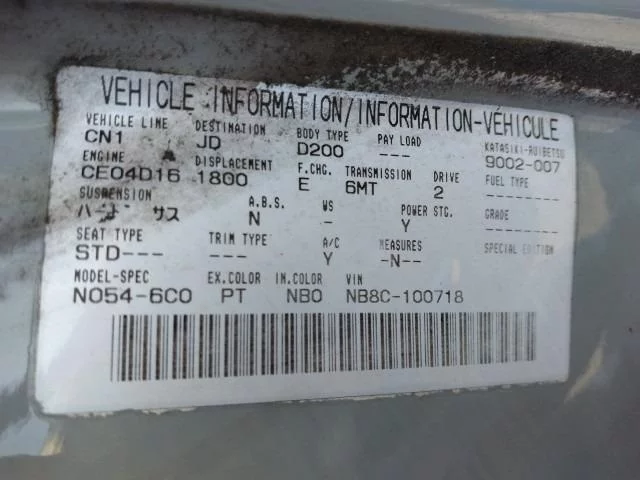 VEHICLE INFORMATION/INFORMATION-VÉHICULE
VEHICLE LINE DESTINATION BODY TYPE PAY LOAD KATASIKI-RUIBETSU
CN1 JD D200 --- 9002-007
ENGINE DISPLACEMENT F.CHG. TRANSMISSION DRIVE FUEL TYPE
CE04D16 1800 E 6MT 2 ---
SUSPENSION A.B.S. WS POWER STG. GRADE
サス N - Y ---
SEAT TYPE TRIM TYPE A/C MEASURES SPECIAL EDITION
STD--- --- Y -N--
MODEL-SPEC EX.COLOR IN.COLOR VIN
N054-6C0 PT NB0 NB8C-100718